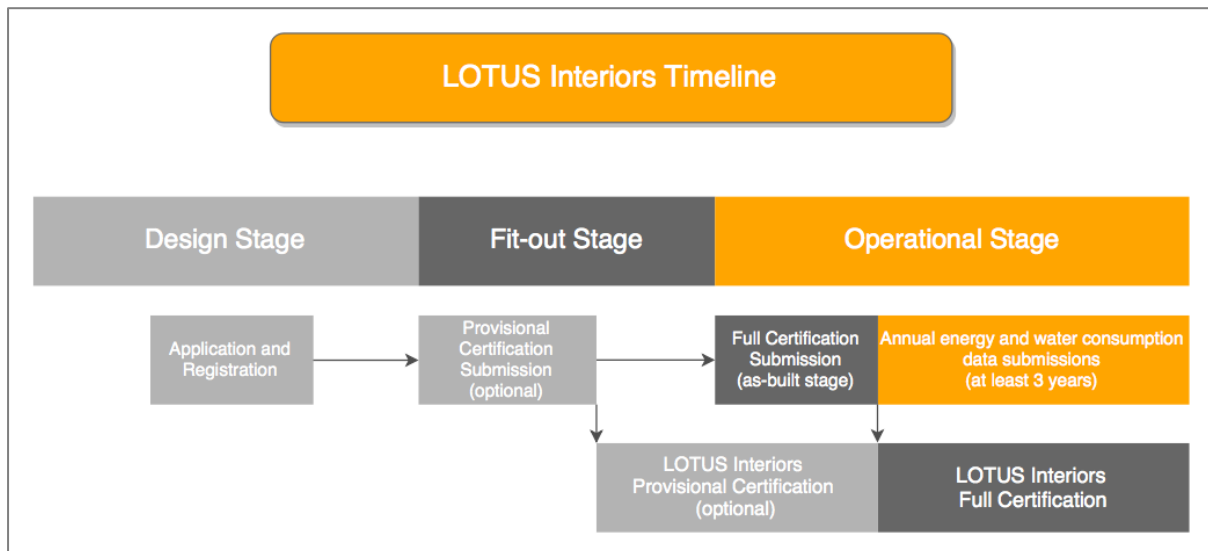 LOTUS Interiors Timeline
Design Stage
Fit-out Stage
Operational Stage
Application and
Registration
Provisional
Certification
Submission
(optional)
Full Certification
Submission
(as-built stage)
Annual energy and water consumption
data submissions
(at least 3 years)
LOTUS Interiors
Provisional Certification
(optional)
LOTUS Interiors
Full Certification